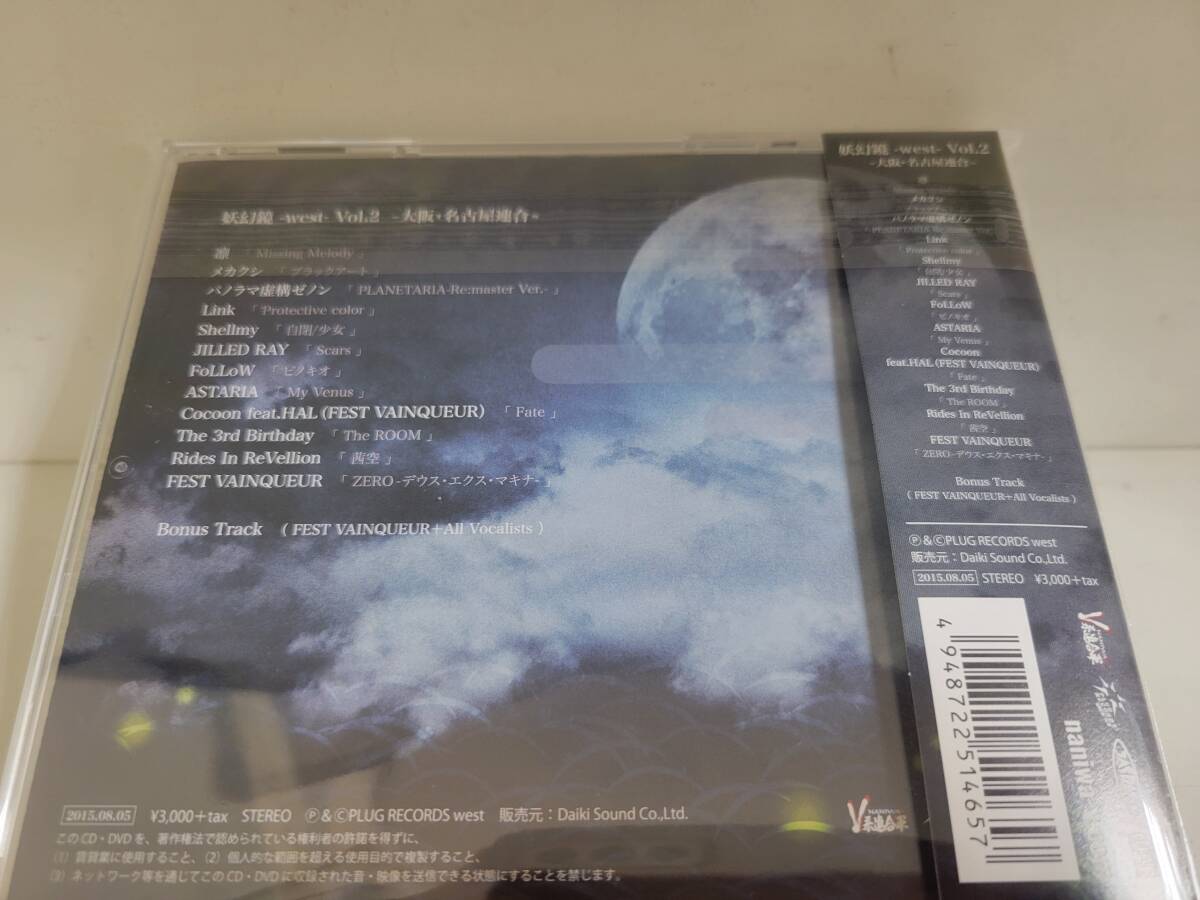 妖幻鏡 -west- Vol.2 -大阪・名古屋連合-
凛 「 Missing Melody 」
メカクシ 「 ブラックアート 」
パノラマ虚構ゼノン 「 PLANETARIA-Re:master Ver.- 」
Link 「 Protective color 」
Shellmy 「 自閉/少女 」
JILLED RAY 「 Scars 」
FoLLoW 「 ピノキオ 」
ASTARIA 「 My Venus 」
Cocoon feat.HAL (FEST VAINQUEUR) 「 Fate 」
The 3rd Birthday 「 The ROOM 」
Rides In ReVellion 「 茜空 」
FEST VAINQUEUR 「 ZERO -デウス・エクス・マキナ- 」
Bonus Track ( FEST VAINQUEUR+All Vocalists )
2015.08.05 ¥3,000+tax STEREO Ⓟ&ⒸPLUG RECORDS west 販売元：Daiki Sound Co.,Ltd.
このCD・DVDを、著作権法で認められている権利者の許諾を得ずに、
(1) 賃貸業に使用すること、(2) 個人的な範囲を超える使用目的で複製すること、
(3) ネットワーク等を通じてこのCD・DVDに収録された音・映像を送信できる状態にすることを禁じます。
妖幻鏡 -west- Vol.2
-大阪・名古屋連合-
凛
メカクシ
パノラマ虚構ゼノン
「 PLANETARIA-Re:master Ver.- 」
Link
「 Protective color 」
Shellmy
「 自閉/少女 」
JILLED RAY
「 Scars 」
FoLLoW
「 ピノキオ 」
ASTARIA
「 My Venus 」
Cocoon
feat.HAL (FEST VAINQUEUR)
「 Fate 」
The 3rd Birthday
「 The ROOM 」
Rides In ReVellion
「 茜空 」
FEST VAINQUEUR
「 ZERO-デウス・エクス・マキナ- 」
Bonus Track
( FEST VAINQUEUR+All Vocalists )
Ⓟ&ⒸPLUG RECORDS west
販売元：Daiki Sound Co.,Ltd.
2015.08.05 STEREO ¥3,000+tax
4948722514657
naniwa